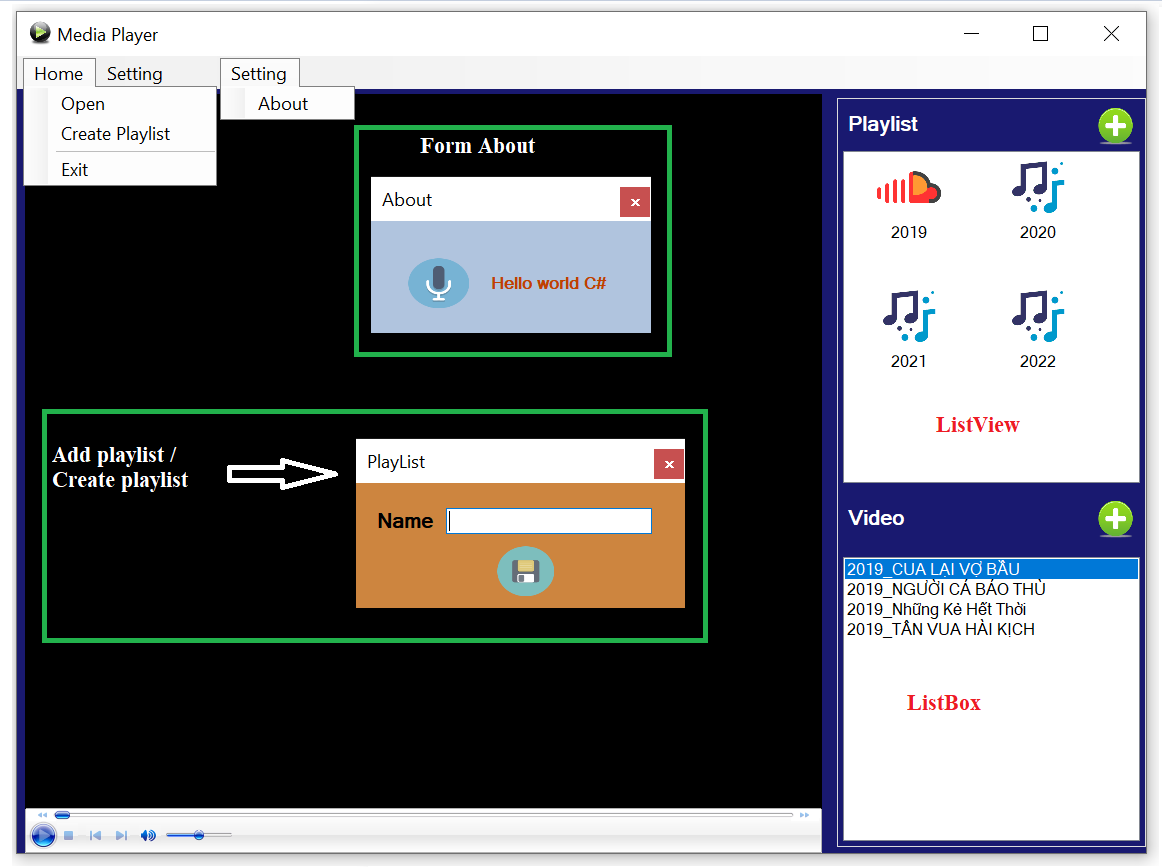 Media Player
Home
Setting
Setting
Open
Create Playlist
Exit
About
Form About
About
Hello world C#
Add playlist /
Create playlist
PlayList
Name
Playlist
2019
2020
2021
2022
ListView
Video
2019_CUA LẠI VỢ BẦU
2019_NGƯỜI CÁ BÁO THÙ
2019_Những Kẻ Hết Thời
2019_TÂN VUA HÀI KỊCH
ListBox